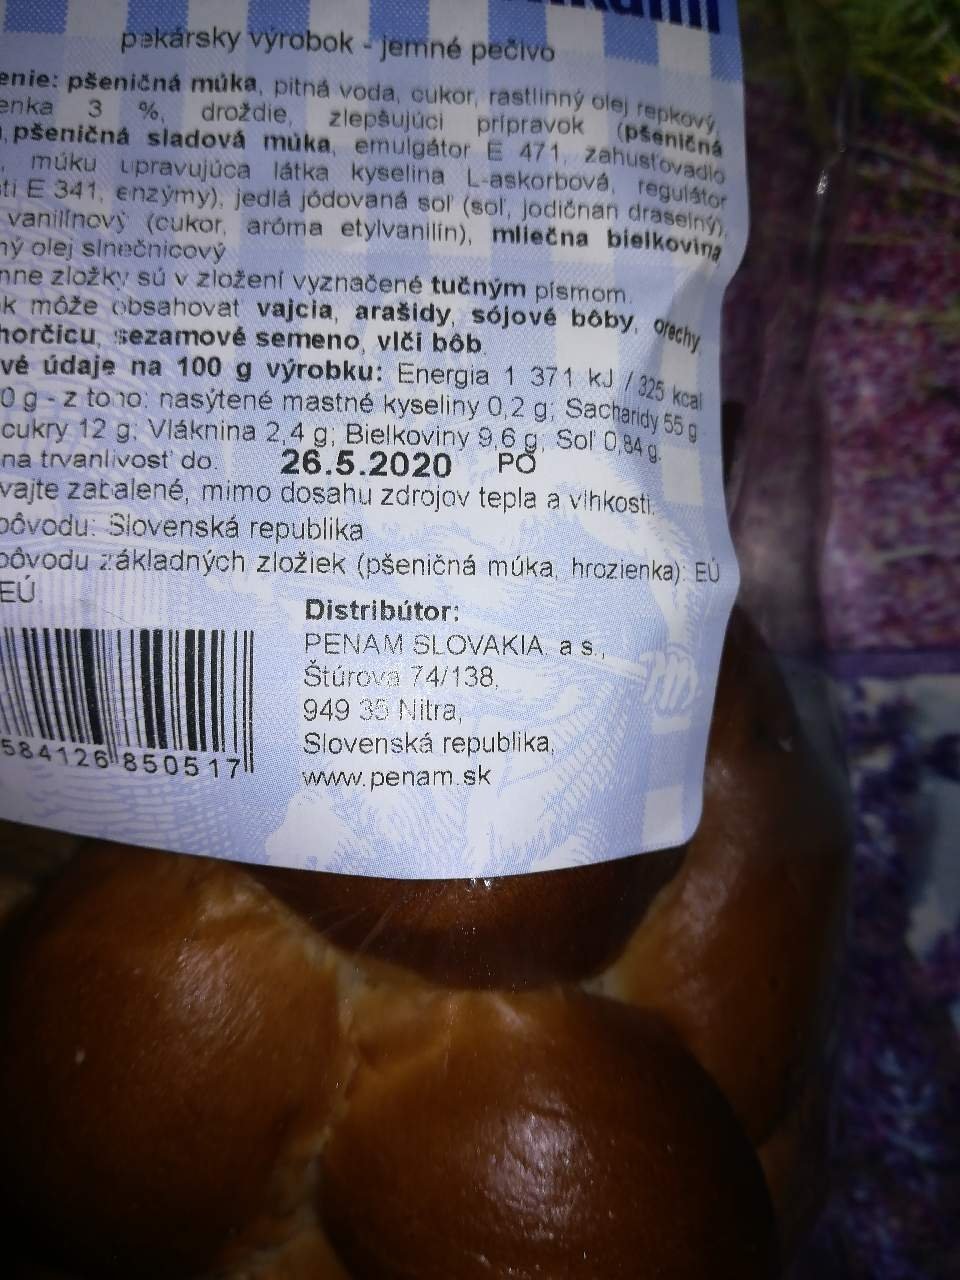 pekársky výrobok - jemné pečivo
enie: pšeničná múka, pitná voda, cukor, rastlinný olej repkový,
enka 3 %, droždie, zlepšujúci prípravok (pšeničná
, pšeničná sladová múka, emulgátor E 471, zahusťovadlo
, múku upravujúca látka kyselina L-askorbová, regulátor
ti E 341, enzýmy), jedlá jódovaná soľ (soľ, jodičnan draselný),
vanilínový (cukor, aróma etylvanilín), mliečna bielkovina
ný olej slnečnicový
nne zložky sú v zložení vyznačené tučným písmom.
k môže obsahovať vajcia, arašidy, sójové bôby, orechy,
horčicu, sezamové semeno, vlčí bôb
vé údaje na 100 g výrobku: Energia 1 371 kJ / 325 kcal
0 g - z toho: nasýtené mastné kyseliny 0,2 g; Sacharidy 55 g
cukry 12 g; Vláknina 2,4 g; Bielkoviny 9,6 g; Soľ 0,84 g.
na trvanlivosť do: 26.5.2020 PO
vajte zabalené, mimo dosahu zdrojov tepla a vlhkosti.
pôvodu: Slovenská republika
pôvodu základných zložiek (pšeničná múka, hrozienka): EÚ
EÚ
Distribútor:
PENAM SLOVAKIA, a.s.,
Štúrova 74/138,
949 35 Nitra,
Slovenská republika,
www.penam.sk
584126 850517